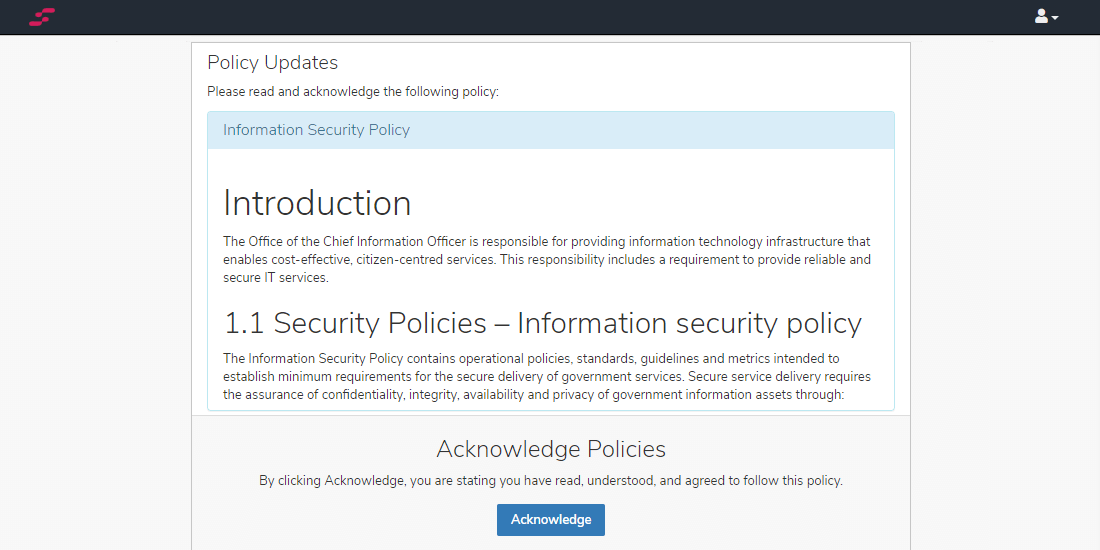 Policy Updates
Please read and acknowledge the following policy:
Information Security Policy
Introduction
The Office of the Chief Information Officer is responsible for providing information technology infrastructure that
enables cost-effective, citizen-centred services. This responsibility includes a requirement to provide reliable and
secure IT services.
1.1 Security Policies – Information security policy
The Information Security Policy contains operational policies, standards, guidelines and metrics intended to
establish minimum requirements for the secure delivery of government services. Secure service delivery requires
the assurance of confidentiality, integrity, availability and privacy of government information assets through:
Acknowledge Policies
By clicking Acknowledge, you are stating you have read, understood, and agreed to follow this policy.
Acknowledge